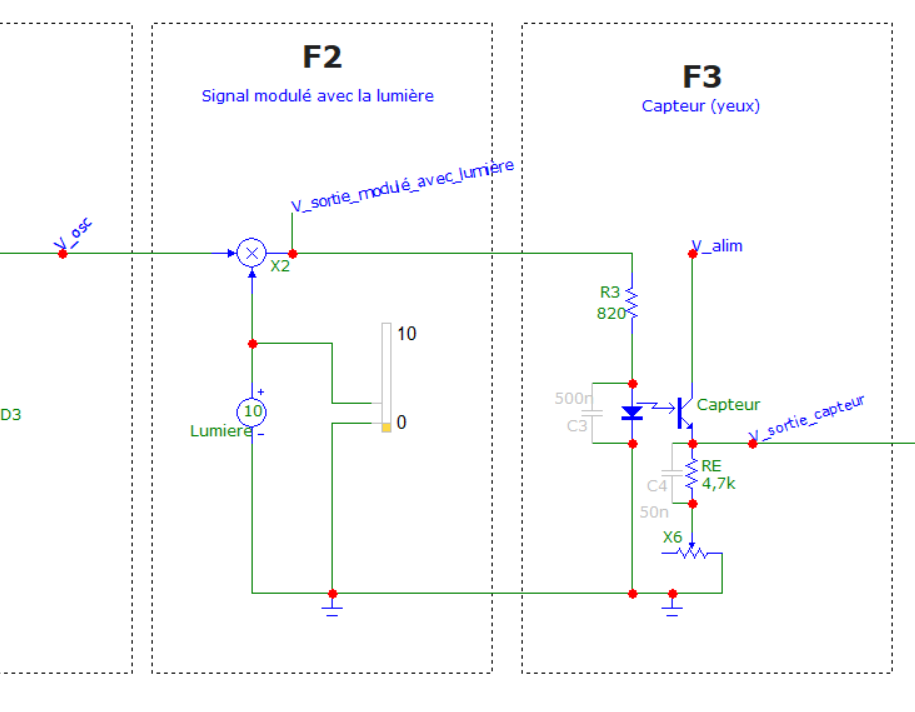 F2
Signal modulé avec la lumière
F3
Capteur (yeux)
V_sortie_modulé_avec_lumière
V_osc
X2
V_alim
R3
820
10
10
Lumiere
0
D3
500n
C3
Capteur
V_sortie_capteur
RE
4,7k
C4
50n
X6